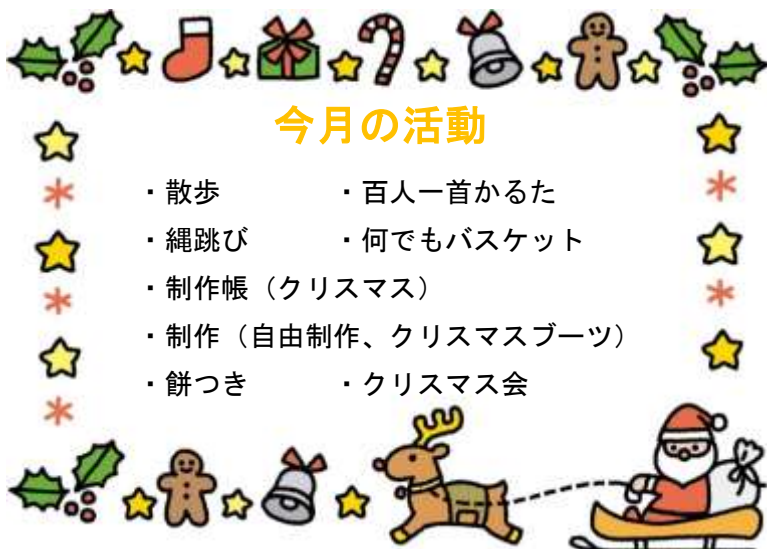 今月の活動
・散歩　　　　・百人一首かるた
・縄跳び　　　・何でもバスケット
・制作帳（クリスマス）
・制作（自由制作、クリスマスブーツ）
・餅つき　　　・クリスマス会